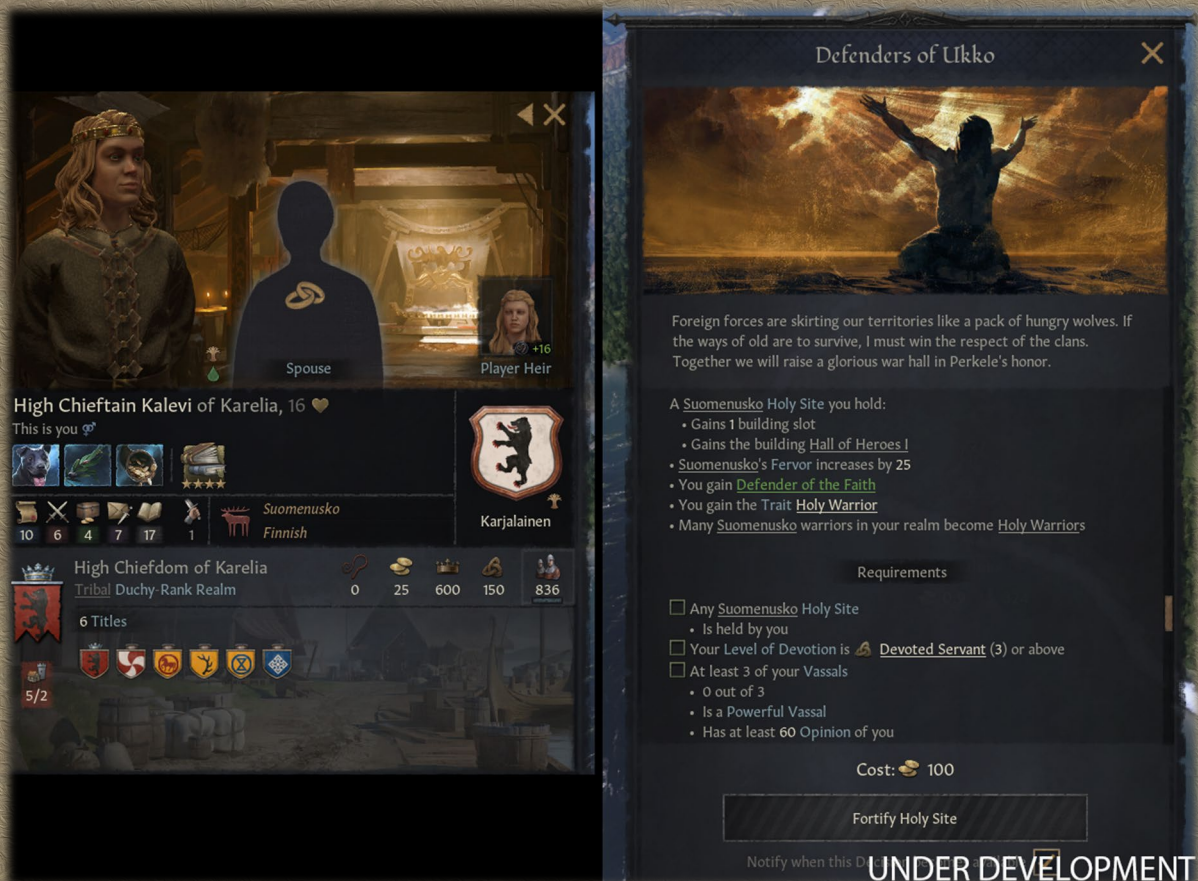 +16
Spouse
Player Heir
High Chieftain Kalevi of Karelia, 16
This is you
10 6 4 7 17 1
Suomenusko
Finnish
Karjalainen
High Chiefdom of Karelia
Tribal Duchy-Rank Realm
0 25 600 150 836
6 Titles
5/2
Defenders of Ukko
Foreign forces are skirting our territories like a pack of hungry wolves. If
the ways of old are to survive, I must win the respect of the clans.
Together we will raise a glorious war hall in Perkele's honor.
A Suomenusko Holy Site you hold:
• Gains 1 building slot
• Gains the building Hall of Heroes I
• Suomenusko's Fervor increases by 25
• You gain Defender of the Faith
• You gain the Trait Holy Warrior
• Many Suomenusko warriors in your realm become Holy Warriors
Requirements
Any Suomenusko Holy Site
• Is held by you
Your Level of Devotion is Devoted Servant (3) or above
At least 3 of your Vassals
• 0 out of 3
• Is a Powerful Vassal
• Has at least 60 Opinion of you
Cost: 100
Fortify Holy Site
Notify when this
UNDER DEVELOPMENT